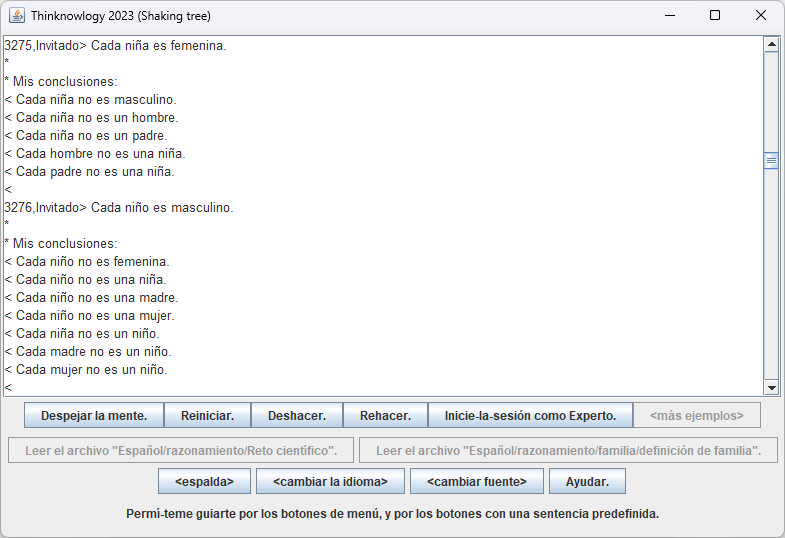 Thinknowlogy 2023 (Shaking tree)
3275,Invitado> Cada niña es femenina.
*
* Mis conclusiones:
< Cada niña no es masculino.
< Cada niña no es un hombre.
< Cada niña no es un padre.
< Cada hombre no es una niña.
< Cada padre no es una niña.
<
3276,Invitado> Cada niño es masculino.
*
* Mis conclusiones:
< Cada niño no es femenina.
< Cada niño no es una niña.
< Cada niño no es una madre.
< Cada niño no es una mujer.
< Cada niña no es un niño.
< Cada madre no es un niño.
< Cada mujer no es un niño.
<
Despejar la mente. Reiniciar. Deshacer. Rehacer. Inicie-la-sesión como Experto. <más ejemplos>
Leer el archivo "Español/razonamiento/Reto científico". Leer el archivo "Español/razonamiento/familia/definición de familia".
<espalda> <cambiar la idioma> <cambiar fuente> Ayudar.
Permí-teme guiarte por los botones de menú, y por los botones con una sentencia predefinida.